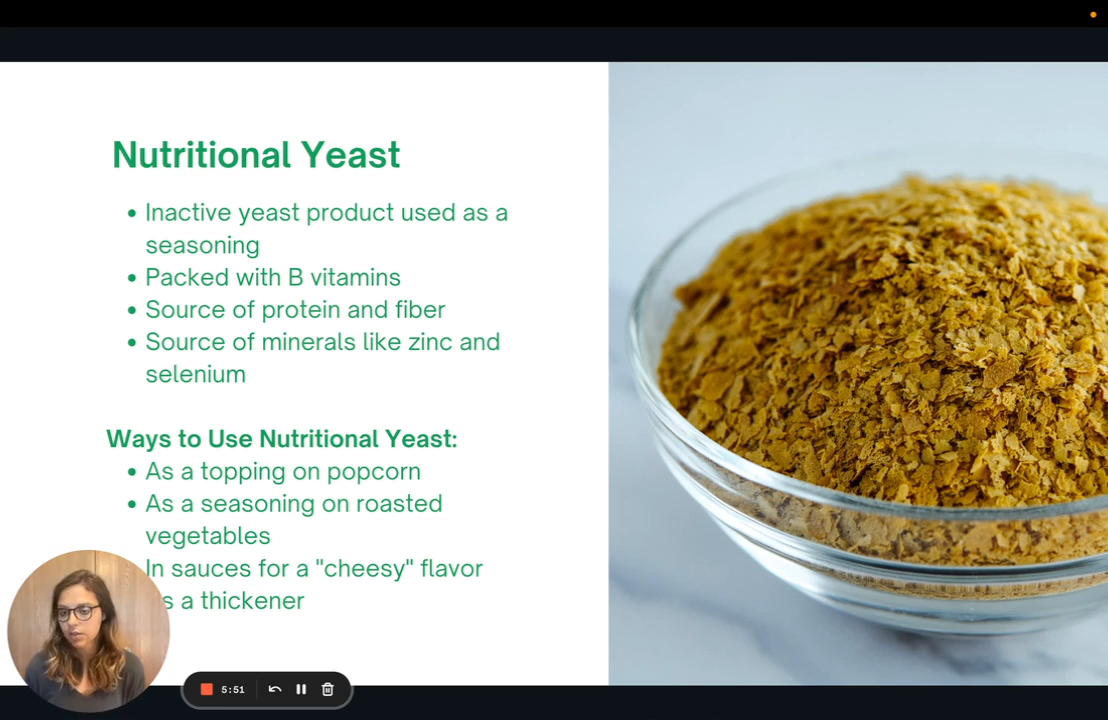 Nutritional Yeast
• Inactive yeast product used as a
seasoning
• Packed with B vitamins
• Source of protein and fiber
• Source of minerals like zinc and
selenium
Ways to Use Nutritional Yeast:
• As a topping on popcorn
• As a seasoning on roasted
vegetables
In sauces for a "cheesy" flavor
a thickener
5:51